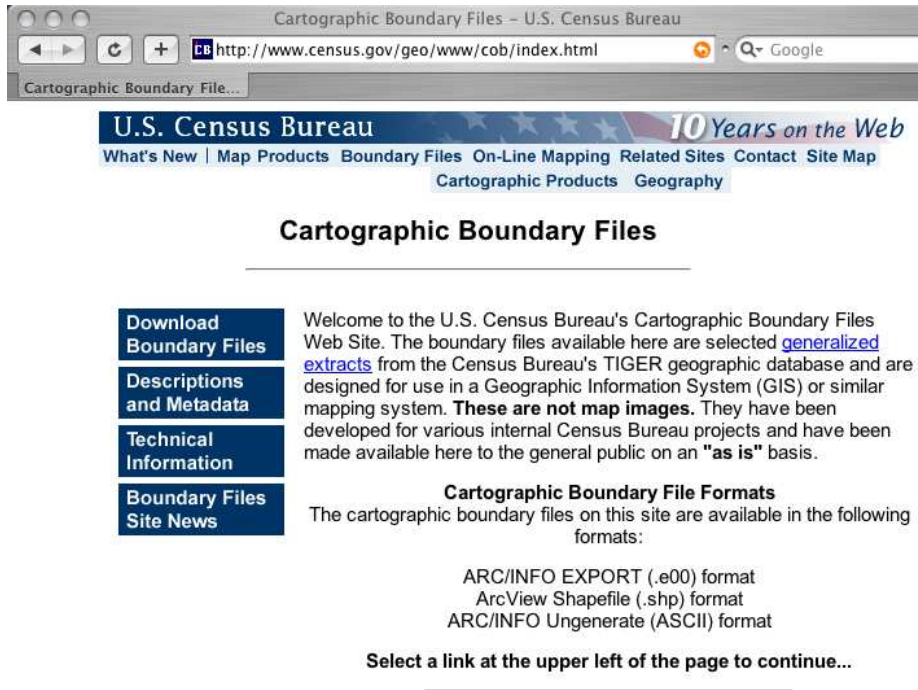 Cartographic Boundary Files – U.S. Census Bureau
CB http://www.census.gov/geo/www/cob/index.html Google
Cartographic Boundary File...
U.S. Census Bureau 10 Years on the Web
What's New | Map Products Boundary Files On-Line Mapping Related Sites Contact Site Map
Cartographic Products Geography
Cartographic Boundary Files
Download
Boundary Files
Descriptions
and Metadata
Technical
Information
Boundary Files
Site News
Welcome to the U.S. Census Bureau's Cartographic Boundary Files
Web Site. The boundary files available here are selected generalized
extracts from the Census Bureau's TIGER geographic database and are
designed for use in a Geographic Information System (GIS) or similar
mapping system. These are not map images. They have been
developed for various internal Census Bureau projects and have been
made available here to the general public on an "as is" basis.
Cartographic Boundary File Formats
The cartographic boundary files on this site are available in the following
formats:
ARC/INFO EXPORT (.e00) format
ArcView Shapefile (.shp) format
ARC/INFO Ungenerate (ASCII) format
Select a link at the upper left of the page to continue...